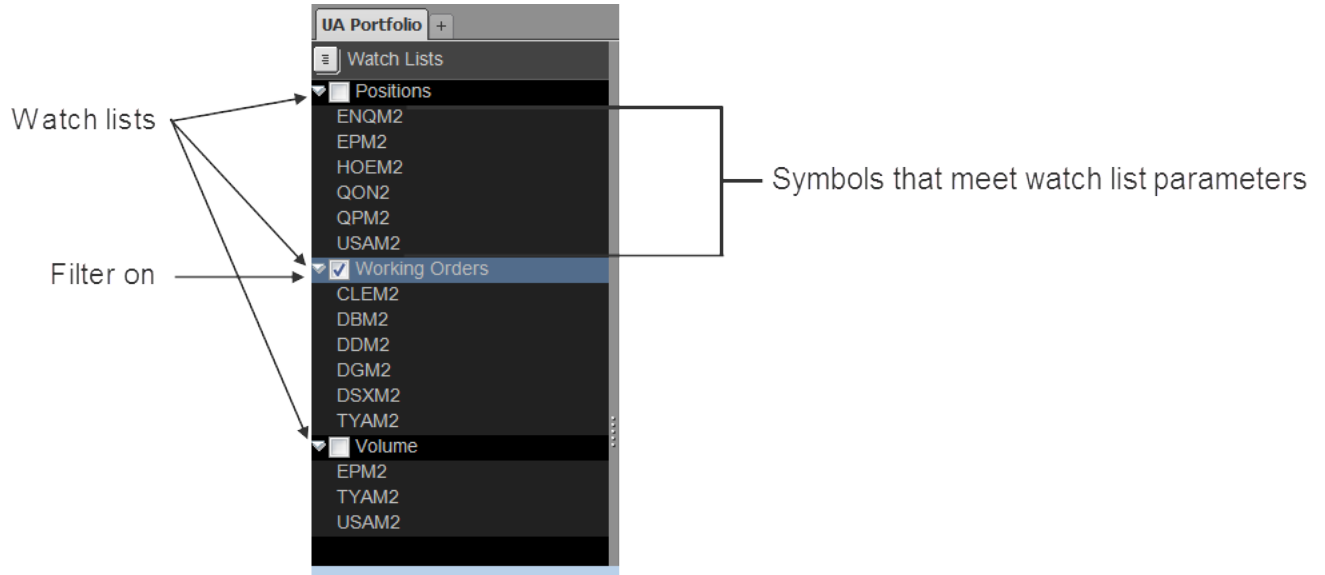 UA Portfolio +
Watch Lists
Positions
ENQM2
EPM2
HOEM2
QON2
QPM2
USAM2
Working Orders
CLEM2
DBM2
DDM2
DGM2
DSXM2
TYAM2
Volume
EPM2
TYAM2
USAM2
Watch lists
Filter on
Symbols that meet watch list parameters